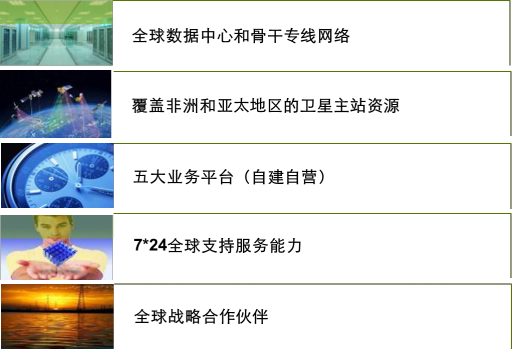 全球数据中心和骨干专线网络
覆盖非洲和亚太地区的卫星主站资源
五大业务平台（自建自营）
7*24全球支持服务能力
全球战略合作伙伴